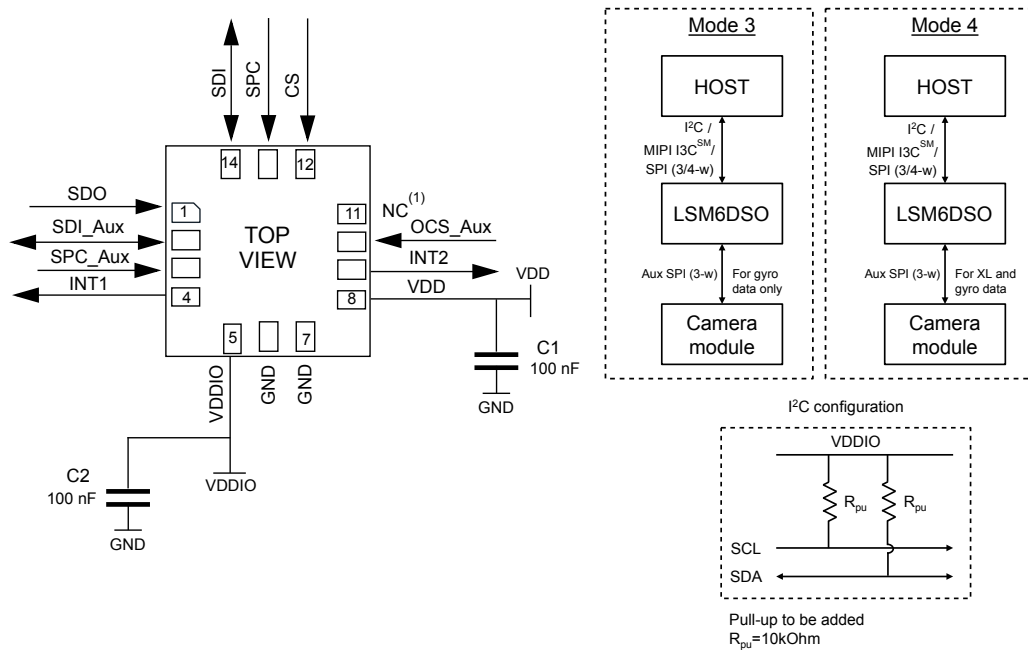 SDI
SPC
CS
14
12
SDO
SDI_Aux
SPC_Aux
INT1
1
4
TOP
VIEW
11
8
NC(1)
OCS_Aux
INT2
VDD
VDD
5
7
VDDIO
GND
GND
C1
100 nF
GND
C2
100 nF
GND
VDDIO
Mode 3
HOST
I²C /
MIPI I3C^SM/
SPI (3/4-w)
LSM6DSO
Aux SPI (3-w)
For gyro
data only
Camera
module
Mode 4
HOST
I²C /
MIPI I3C^SM/
SPI (3/4-w)
LSM6DSO
Aux SPI (3-w)
For XL and
gyro data
Camera
module
I²C configuration
VDDIO
Rpu
Rpu
SCL
SDA
Pull-up to be added
Rpu=10kOhm